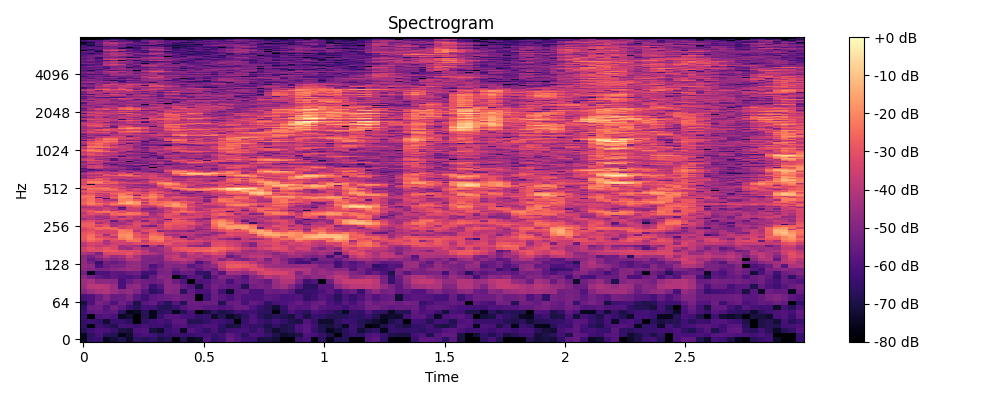 Spectrogram
Hz
4096
2048
1024
512
256
128
64
0
0 0.5 1 1.5 2 2.5
Time
+0 dB
-10 dB
-20 dB
-30 dB
-40 dB
-50 dB
-60 dB
-70 dB
-80 dB